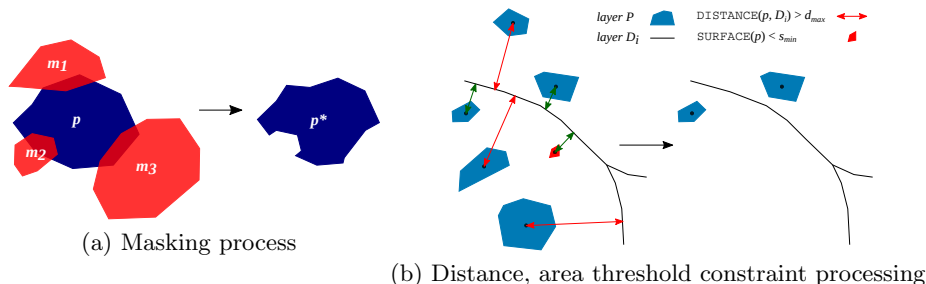 m1
p
m2
m3
p*
(a) Masking process
layer P
layer Di
DISTANCE(p, Di) > dmax
SURFACE(p) < smin
(b) Distance, area threshold constraint processing